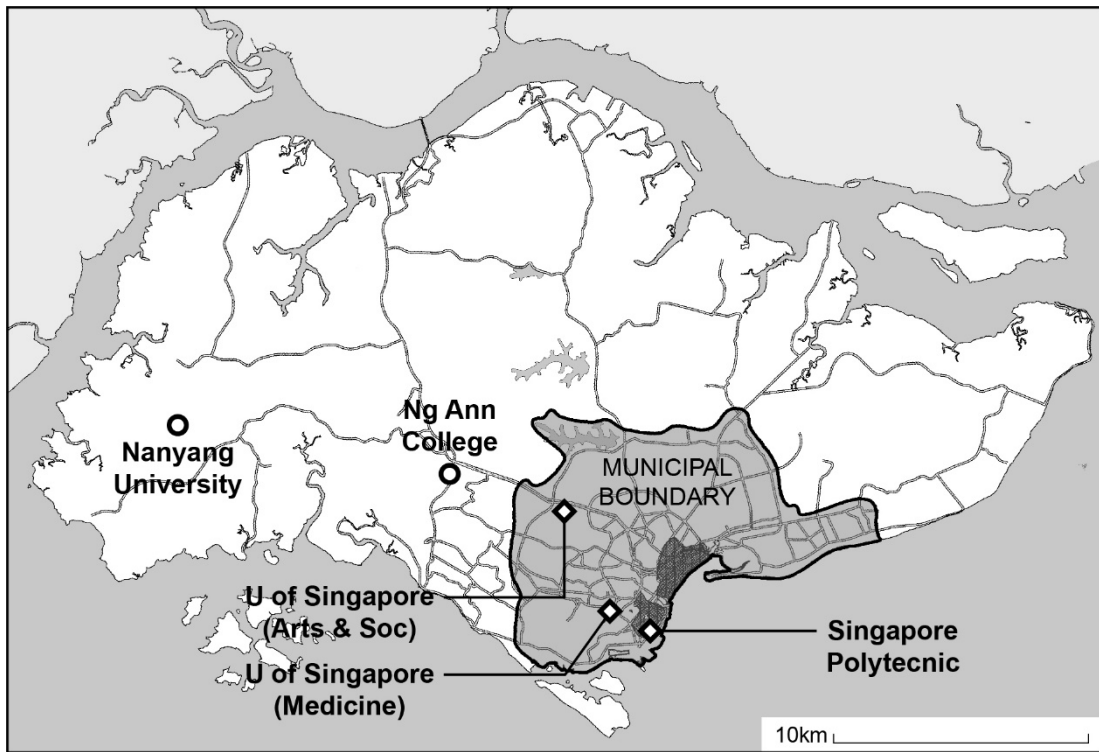 Ng Ann
College
Nanyang
University
MUNICIPAL
BOUNDARY
U of Singapore
(Arts & Soc)
U of Singapore
(Medicine)
Singapore
Polytecnic
10km